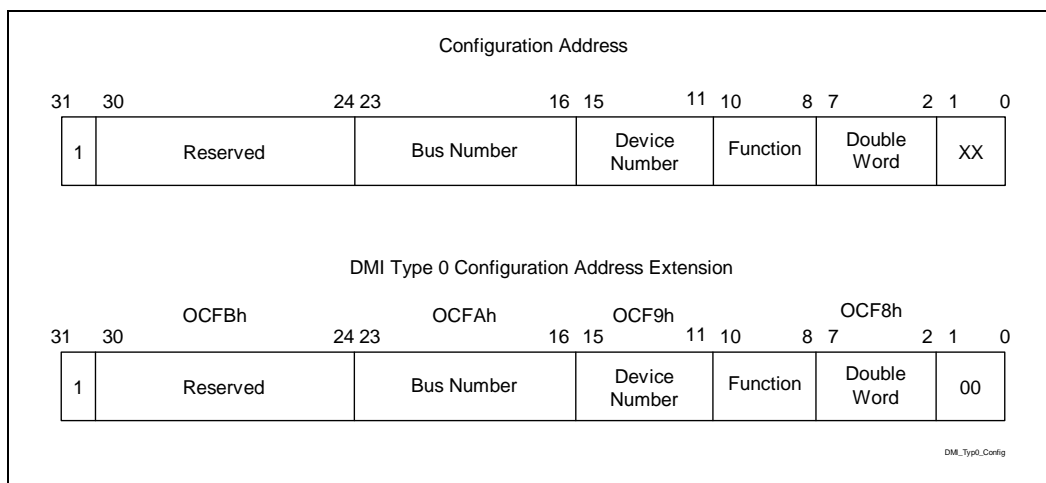 Configuration Address
31 30 24 23 16 15 11 10 8 7 2 1 0
1 Reserved Bus Number Device Number Function Double Word XX
DMI Type 0 Configuration Address Extension
OCFBh OCFAh OCF9h OCF8h
31 30 24 23 16 15 11 10 8 7 2 1 0
1 Reserved Bus Number Device Number Function Double Word 00
DMI_Typ0_Config